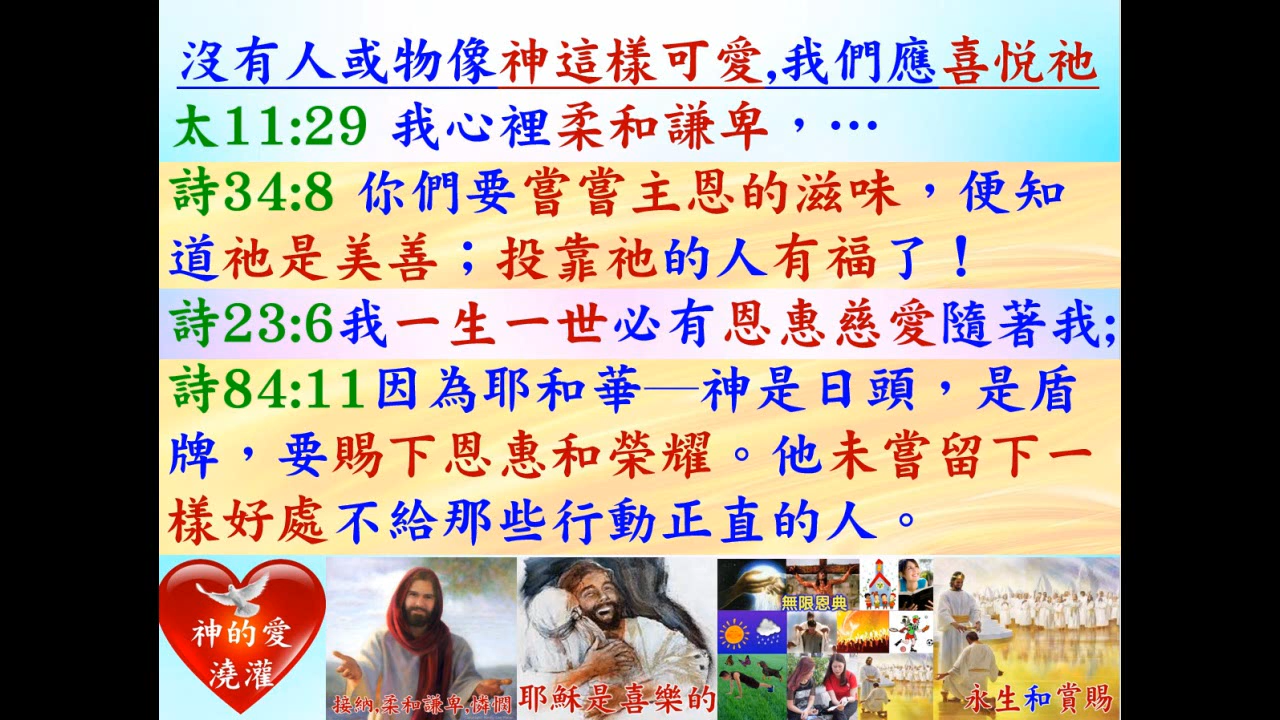 沒有人或物像神這樣可愛,我們應喜悅祂
太11:29 我心裡柔和謙卑，…
詩34:8 你們要嘗嘗主恩的滋味，便知
道祂是美善；投靠祂的人有福了！
詩23:6我一生一世必有恩惠慈愛隨著我;
詩84:11因為耶和華─神是日頭，是盾
牌，要賜下恩惠和榮耀。他未嘗留下一
樣好處不給那些行動正直的人。
神的愛
澆灌
接納,柔和謙卑,憐憫
耶穌是喜樂的
無限恩典
永生和賞賜